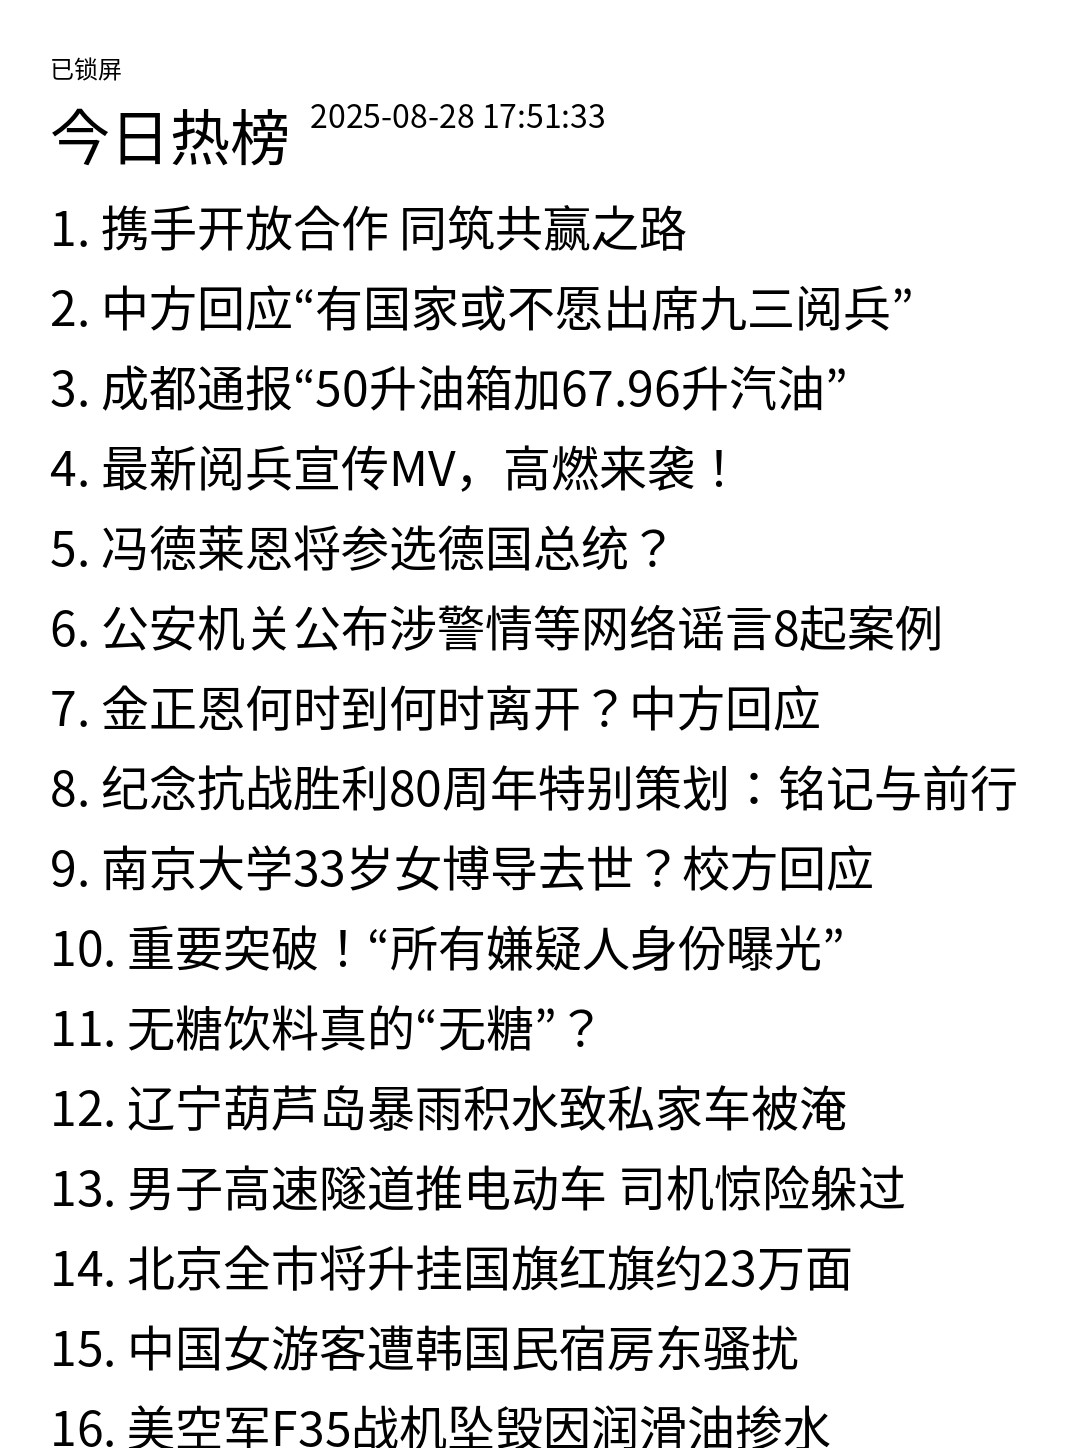 已锁屏
今日热榜 2025-08-28 17:51:33
1. 携手开放合作 同筑共赢之路
2. 中方回应“有国家或不愿出席九三阅兵”
3. 成都通报“50升油箱加67.96升汽油”
4. 最新阅兵宣传MV，高燃来袭！
5. 冯德莱恩将参选德国总统？
6. 公安机关公布涉警情等网络谣言8起案例
7. 金正恩何时到何时离开？中方回应
8. 纪念抗战胜利80周年特别策划：铭记与前行
9. 南京大学33岁女博导去世？校方回应
10. 重要突破！“所有嫌疑人身份曝光”
11. 无糖饮料真的“无糖”？
12. 辽宁葫芦岛暴雨积水致私家车被淹
13. 男子高速隧道推电动车 司机惊险躲过
14. 北京全市将升挂国旗红旗约23万面
15. 中国女游客遭韩国民宿房东骚扰
16. 美空军F35战机坠毁因润滑油掺水